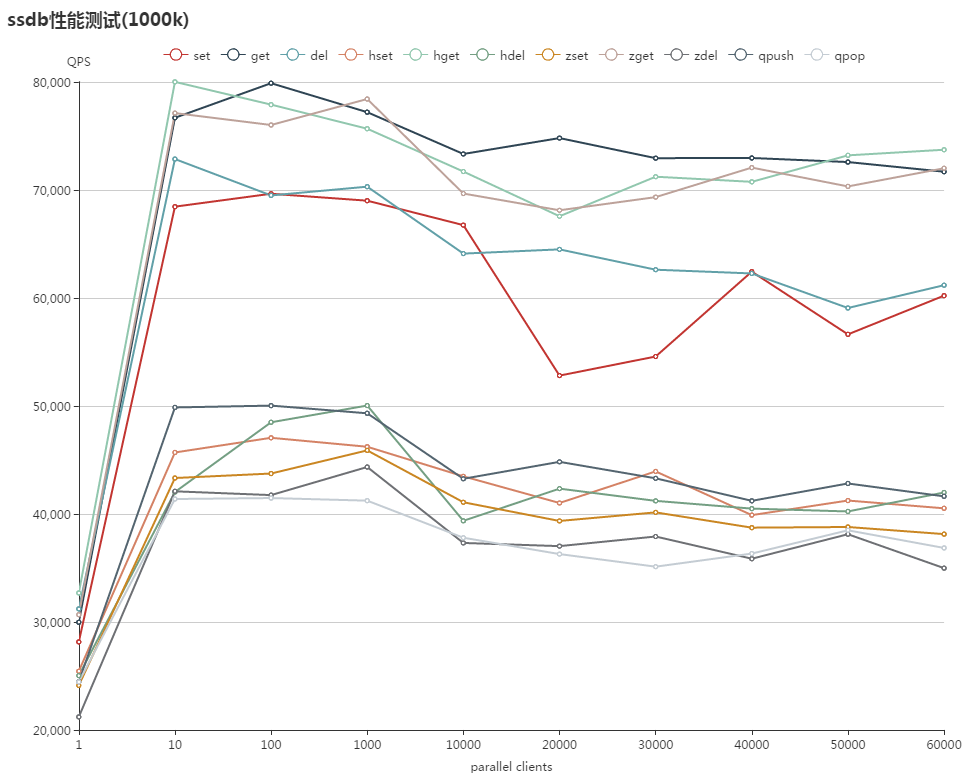 ssdb性能测试(1000k)
set get del hset hget hdel zset zget zdel qpush qpop
QPS
80,000
70,000
60,000
50,000
40,000
30,000
20,000
1 10 100 1000 10000 20000 30000 40000 50000 60000
parallel clients